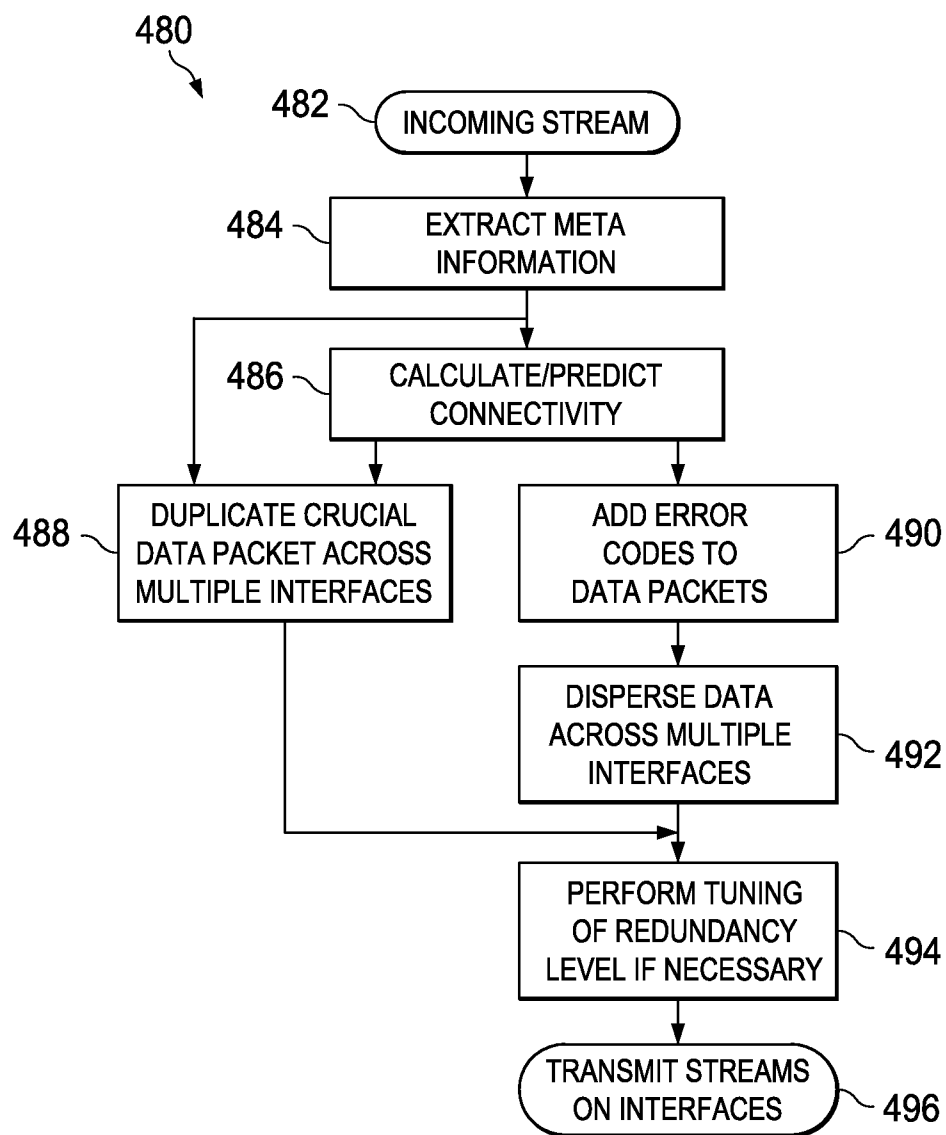 480
482
INCOMING STREAM
484
EXTRACT META
INFORMATION
486
CALCULATE/PREDICT
CONNECTIVITY
488
DUPLICATE CRUCIAL
DATA PACKET ACROSS
MULTIPLE INTERFACES
ADD ERROR
CODES TO
DATA PACKETS
490
DISPERSE DATA
ACROSS MULTIPLE
INTERFACES
492
PERFORM TUNING
OF REDUNDANCY
LEVEL IF NECESSARY
494
TRANSMIT STREAMS
ON INTERFACES
496